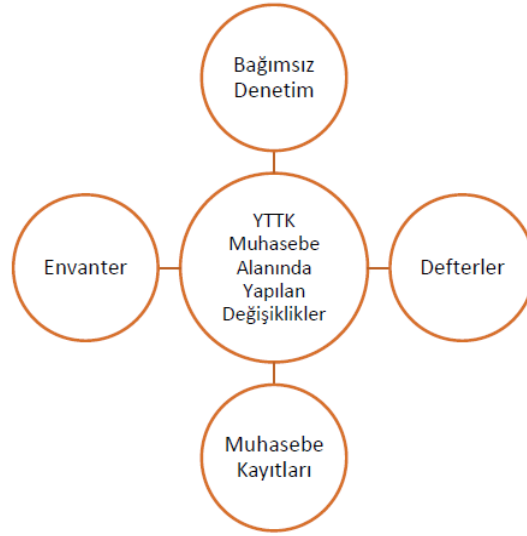 Bağımsız
Denetim
Envanter
YTTK
Muhasebe
Alanında
Yapılan
Değişiklikler
Defterler
Muhasebe
Kayıtları